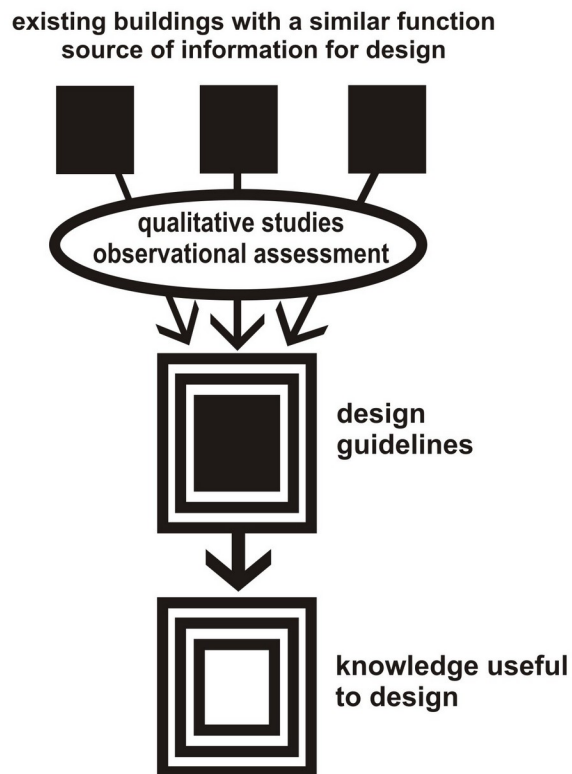 existing buildings with a similar function
source of information for design
qualitative studies
observational assessment
design
guidelines
knowledge useful
to design